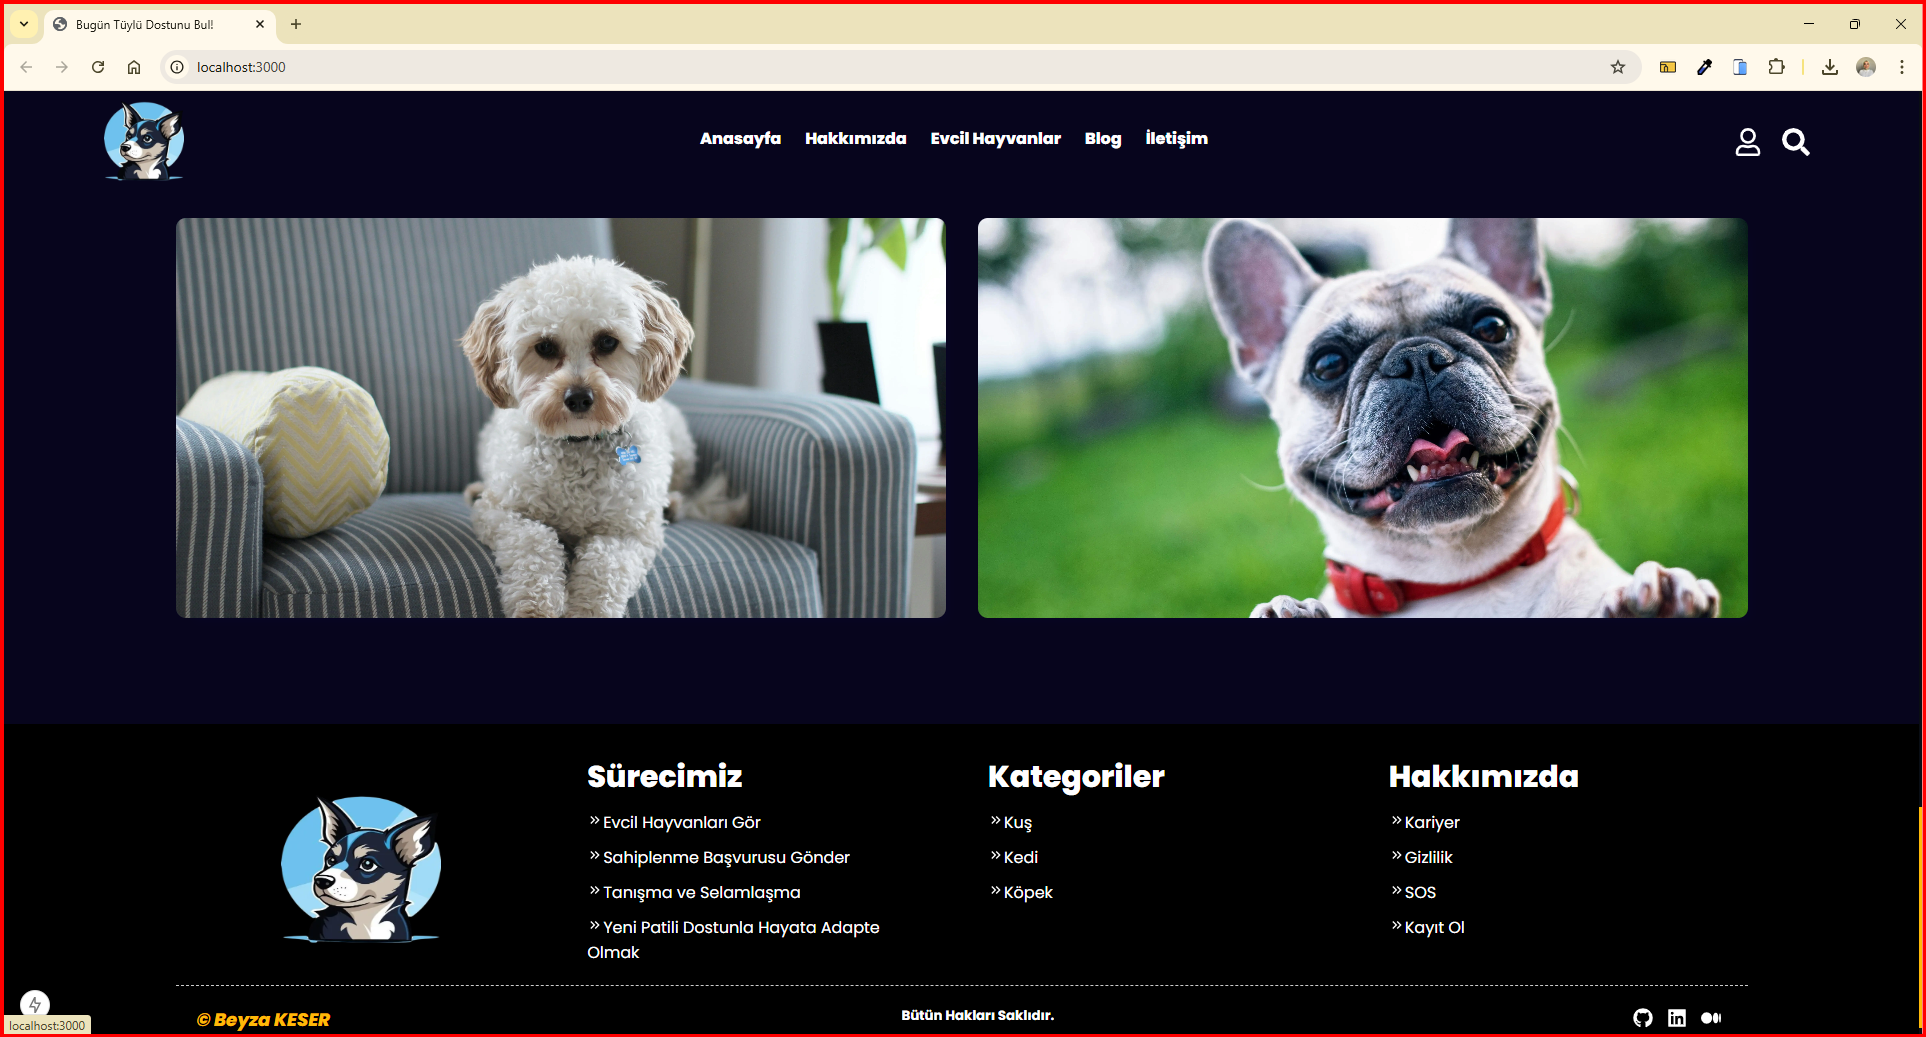 Bugün Tüylü Dostunu Bul!
localhost:3000
Anasayfa Hakkımızda Evcil Hayvanlar Blog İletişim
Sürecimiz
» Evcil Hayvanları Gör
» Sahiplenme Başvurusu Gönder
» Tanışma ve Selamlaşma
» Yeni Patili Dostunla Hayata Adapte
Olmak
Kategoriler
» Kuş
» Kedi
» Köpek
Hakkımızda
» Kariyer
» Gizlilik
» SOS
» Kayıt Ol
© Beyza KESER
Bütün Hakları Saklıdır.
localhost:3000